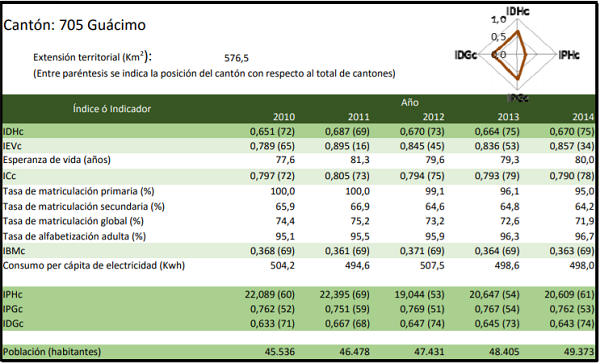 Cantón: 705 Guácimo
IDHc
1,0
0,5
0,0
IDGc
IPHc
IPGc
Extensión territorial (Km²): 576,5
(Entre paréntesis se indica la posición del cantón con respecto al total de cantones)
Índice ó Indicador Año
2010 2011 2012 2013 2014
IDHc 0,651 (72) 0,687 (69) 0,670 (73) 0,664 (75) 0,670 (75)
IEVc 0,789 (65) 0,895 (16) 0,845 (45) 0,836 (53) 0,857 (34)
Esperanza de vida (años) 77,6 81,3 79,6 79,3 80,0
ICc 0,797 (72) 0,805 (73) 0,794 (75) 0,793 (79) 0,790 (78)
Tasa de matriculación primaria (%) 100,0 100,0 99,1 96,1 95,0
Tasa de matriculación secundaria (%) 65,9 66,9 64,6 64,8 64,2
Tasa de matriculación global (%) 74,4 75,2 73,2 72,6 71,9
Tasa de alfabetización adulta (%) 95,1 95,5 95,9 96,3 96,7
IBMc 0,368 (69) 0,361 (69) 0,371 (69) 0,364 (69) 0,363 (69)
Consumo per cápita de electricidad (Kwh) 504,2 494,6 507,5 498,6 498,0
IPHc 22,089 (60) 22,395 (69) 19,044 (53) 20,647 (54) 20,609 (61)
IPGc 0,762 (52) 0,751 (59) 0,769 (51) 0,767 (54) 0,762 (53)
IDGc 0,633 (71) 0,667 (68) 0,647 (74) 0,645 (73) 0,643 (74)
Población (habitantes) 45.536 46.478 47.431 48.405 49.373